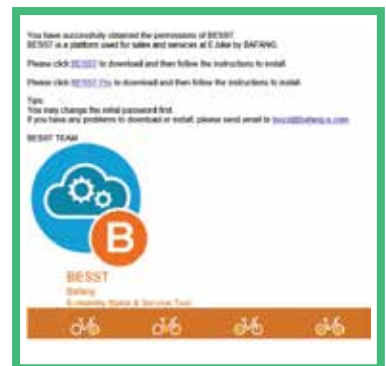 You have successfully obtained the permissions of BESST.
BESST is a platform used for sales and services at E-bike by BAFANG.
Please click BESST to download and then follow the instructions to install.
Please click BESST Pro to download and then follow the instructions to install.
Tips:
You may change the initial password first.
If you have any problems to download or install, please send email to besst@bafang-e.com
BESST TEAM
B
BESST
Bafang
E-mobility Sales & Service Tool